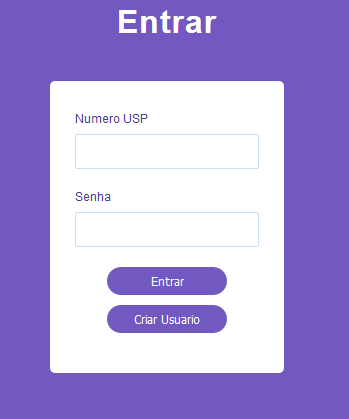 Entrar
Numero USP
Senha
Entrar
Criar Usuario